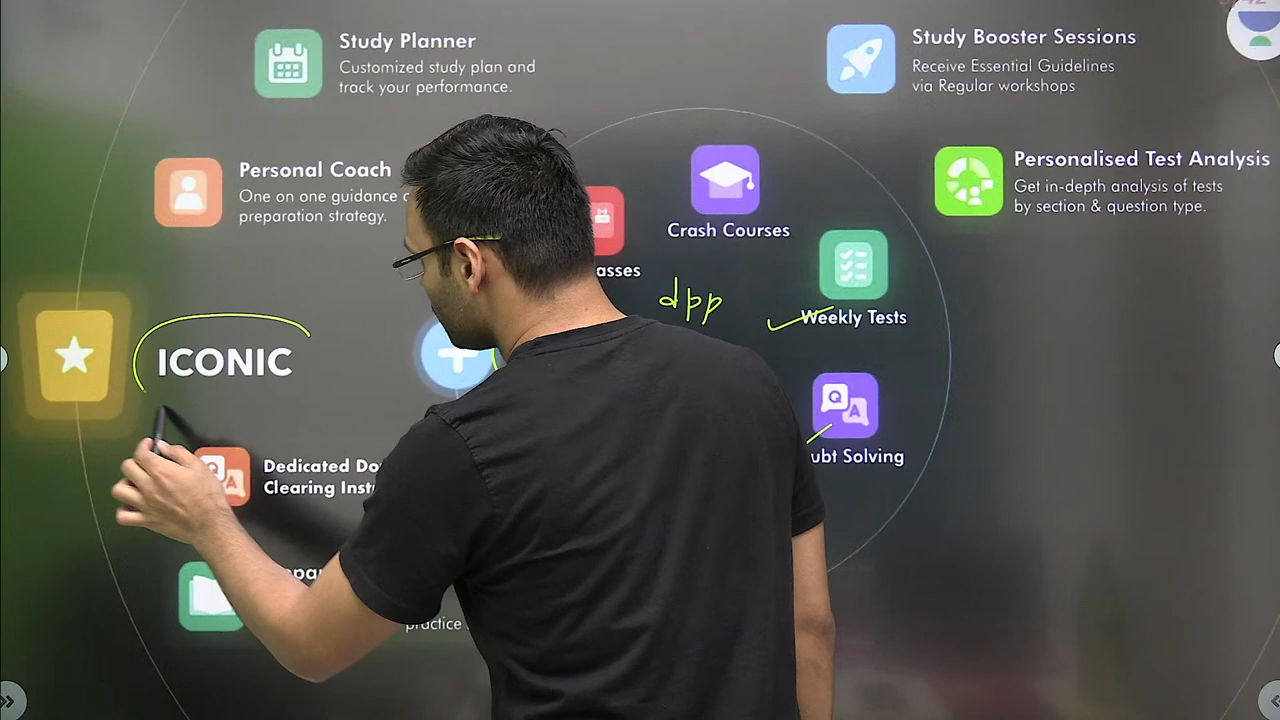 Study Planner
Customized study plan and
track your performance.
Study Booster Sessions
Receive Essential Guidelines
via Regular workshops
Personal Coach
One on one guidance
preparation strategy.
Crash Courses
Personalised Test Analysis
Get in-depth analysis of tests
by section & question type.
asses
dpp
Weekly Tests
ICONIC
Q
A
ubt Solving
Dedicated Do
Clearing Inst
Q
A
practice